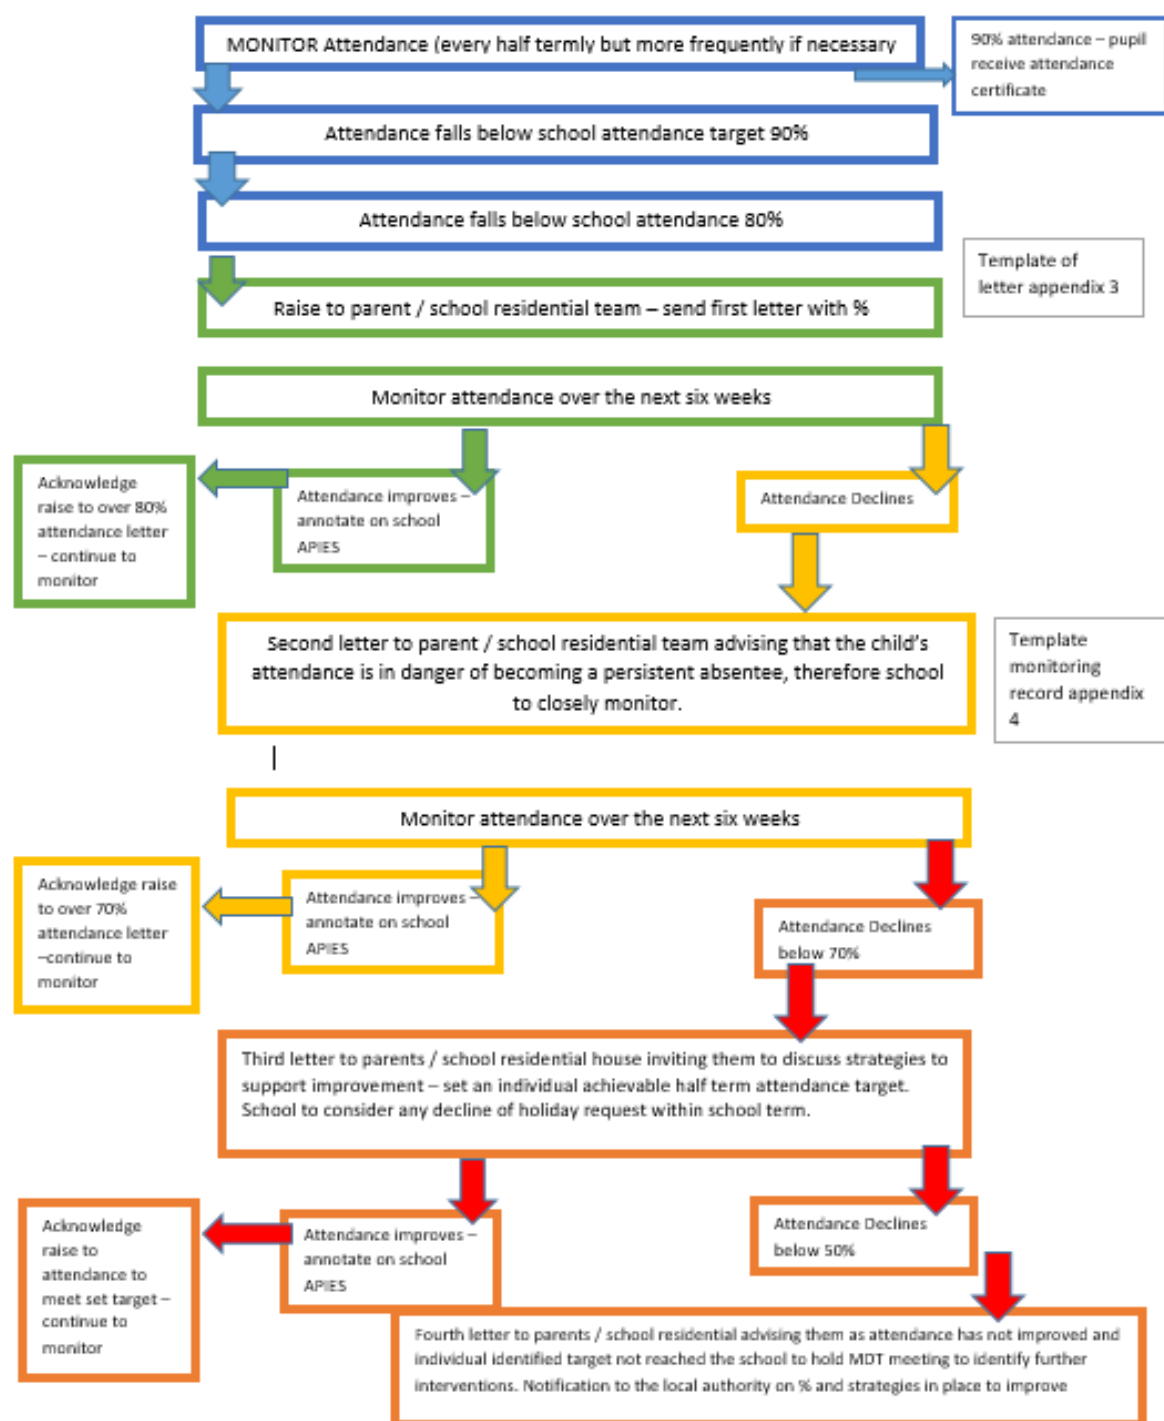 MONITOR Attendance (every half termly but more frequently if necessary
90% attendance – pupil
receive attendance
certificate
Attendance falls below school attendance target 90%
Attendance falls below school attendance 80%
Template of
letter appendix 3
Raise to parent / school residential team – send first letter with %
Monitor attendance over the next six weeks
Acknowledge
raise to over 80%
attendance letter
– continue to
monitor
Attendance improves –
annotate on school
APIES
Attendance Declines
Second letter to parent / school residential team advising that the child's
attendance is in danger of becoming a persistent absentee, therefore school
to closely monitor.
Template
monitoring
record appendix
4
Monitor attendance over the next six weeks
Acknowledge raise
to over 70%
attendance letter
–continue to
monitor
Attendance improves –
annotate on school
APIES
Attendance Declines
below 70%
Third letter to parents / school residential house inviting them to discuss strategies to
support improvement – set an individual achievable half term attendance target.
School to consider any decline of holiday request within school term.
Acknowledge
raise to
attendance to
meet set target –
continue to
monitor
Attendance improves –
annotate on school
APIES
Attendance Declines
below 50%
Fourth letter to parents / school residential advising them as attendance has not improved and
individual identified target not reached the school to hold MDT meeting to identify further
interventions. Notification to the local authority on % and strategies in place to improve